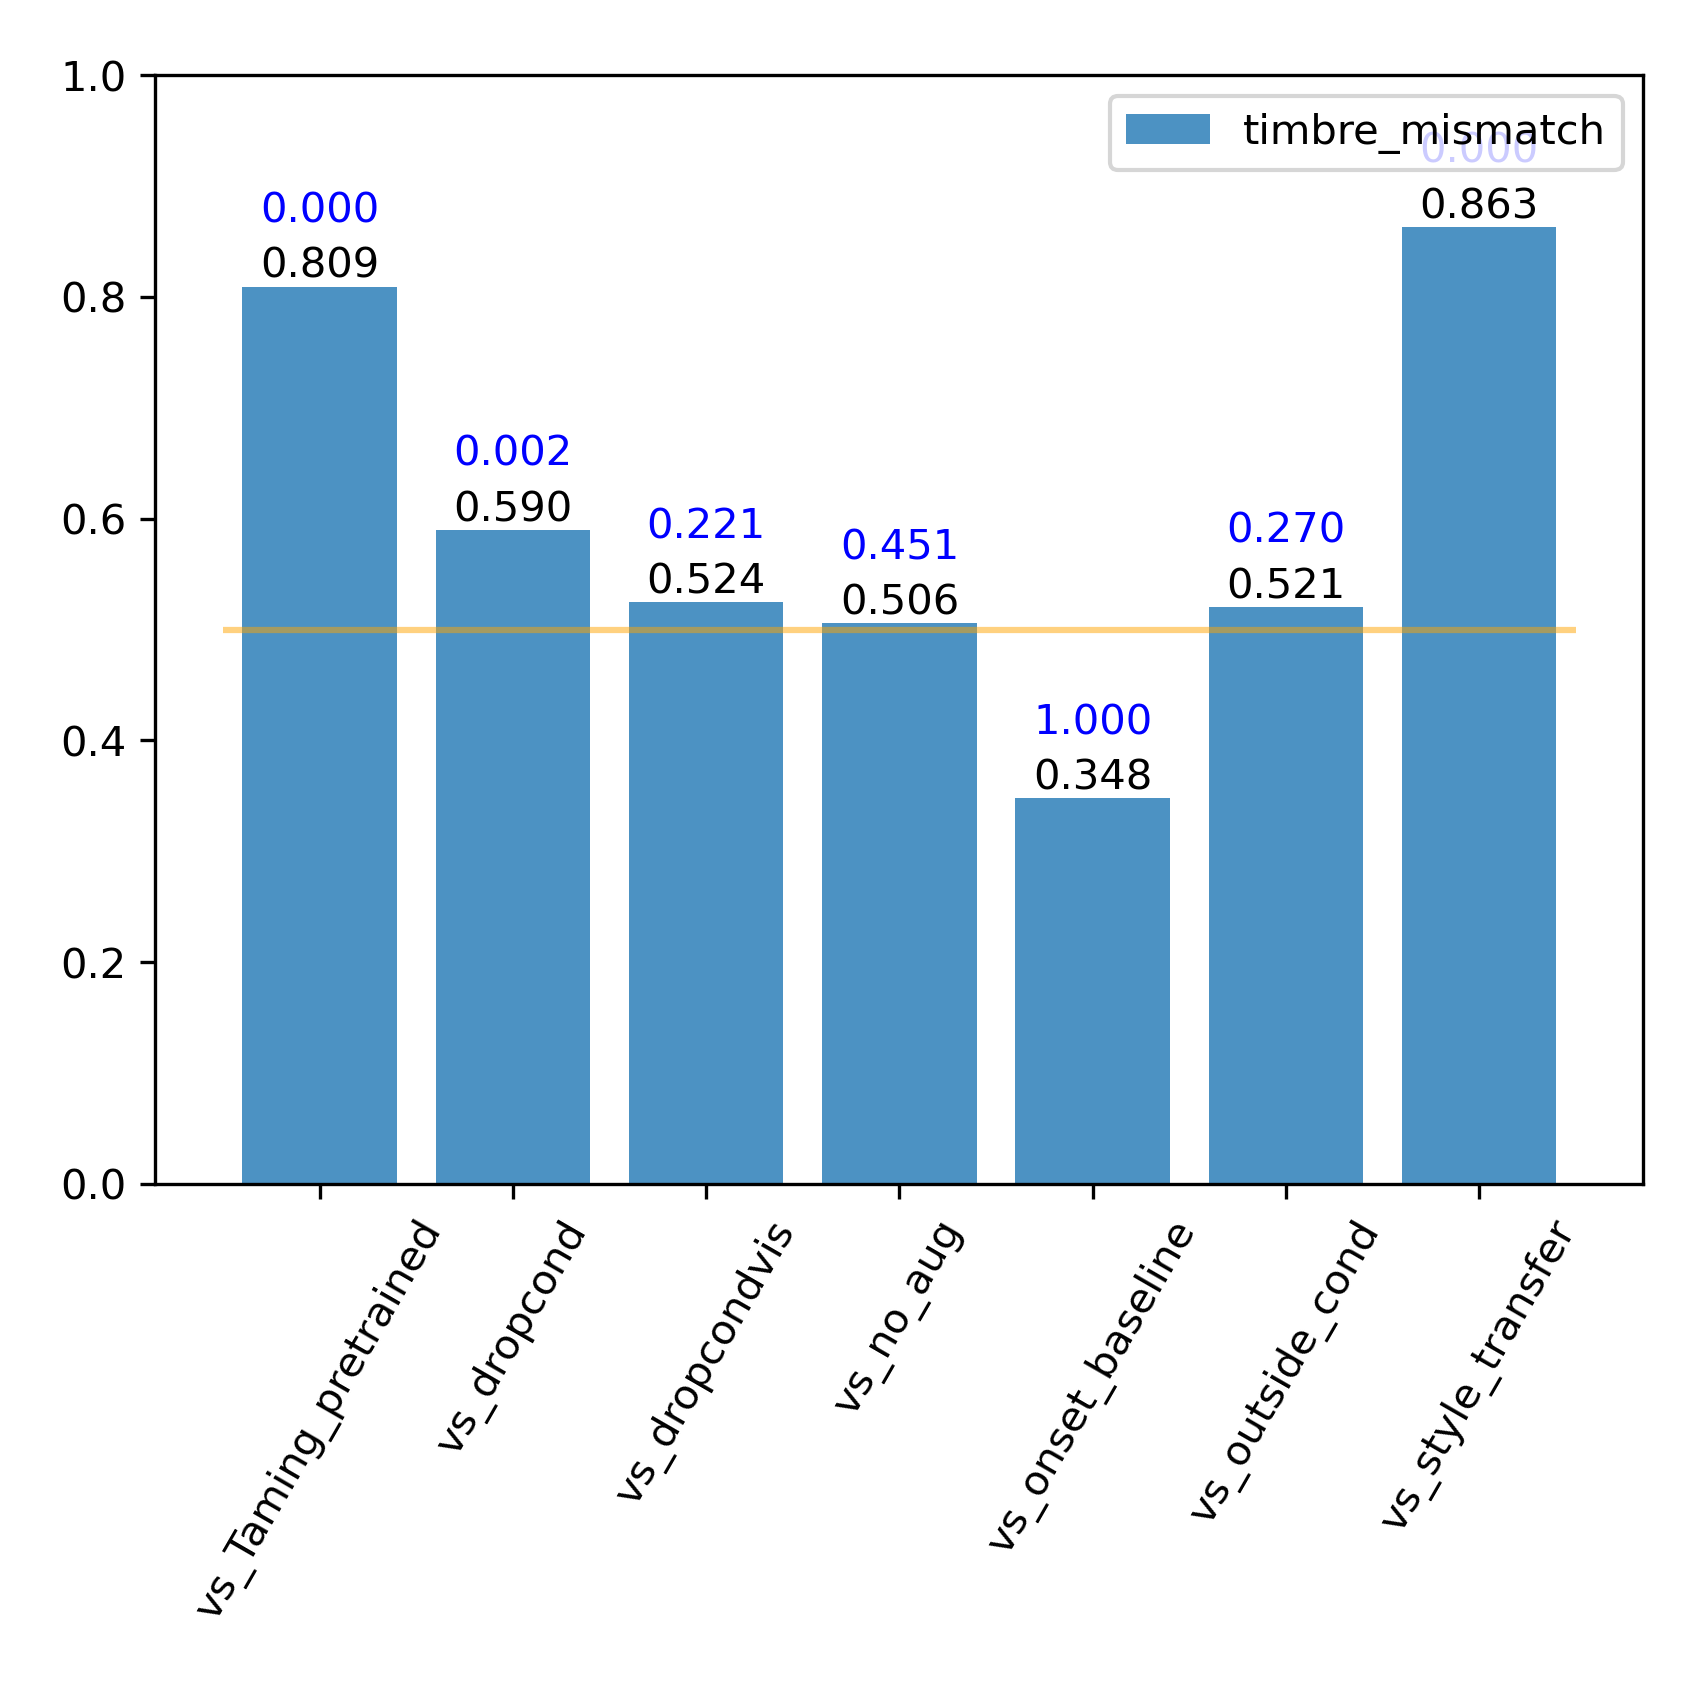 1.0
0.8
0.6
0.4
0.2
0.0
timbre_mismatch
0.000
0.809
0.002
0.590
0.221
0.524
0.451
0.506
1.000
0.348
0.270
0.521
0.000
0.863
vs_Taming_pretrained
vs_dropcond
vs_dropcondvis
vs_no_aug
vs_onset_baseline
vs_outside_cond
vs_style_transfer